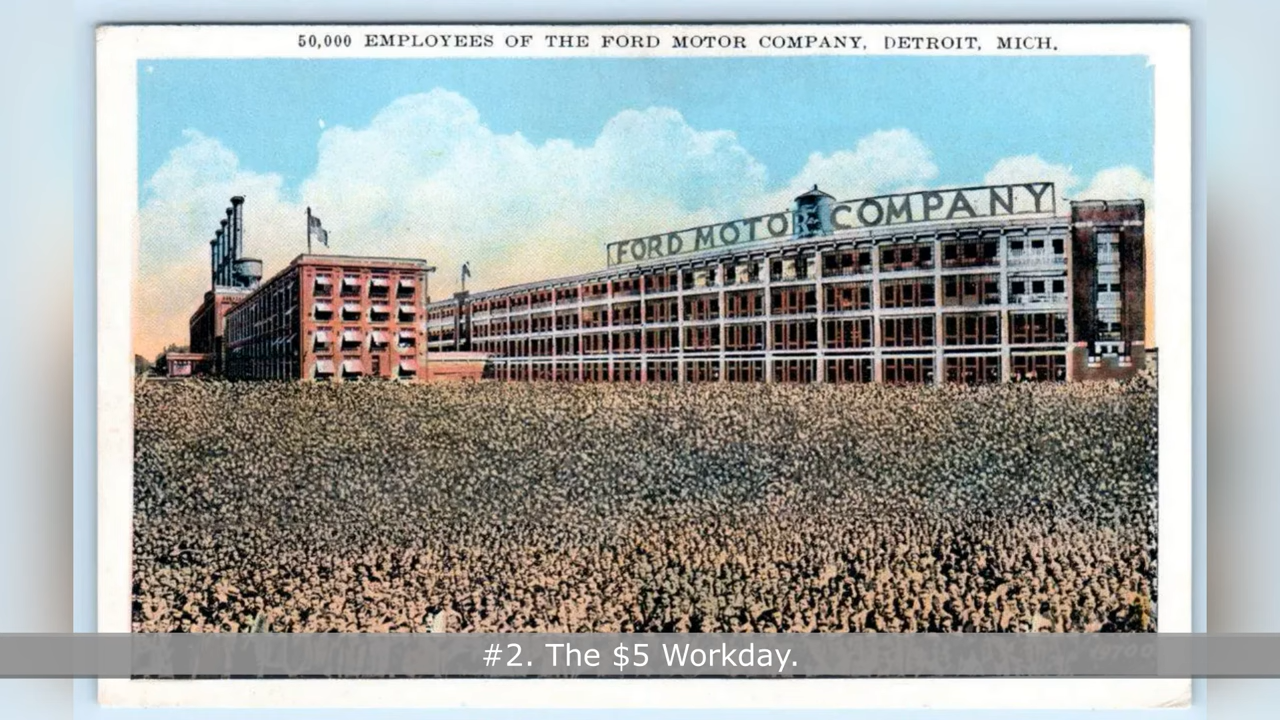 50,000 EMPLOYEES OF THE FORD MOTOR COMPANY, DETROIT, MICH.
FORD MOTOR COMPANY
#2. The $5 Workday.